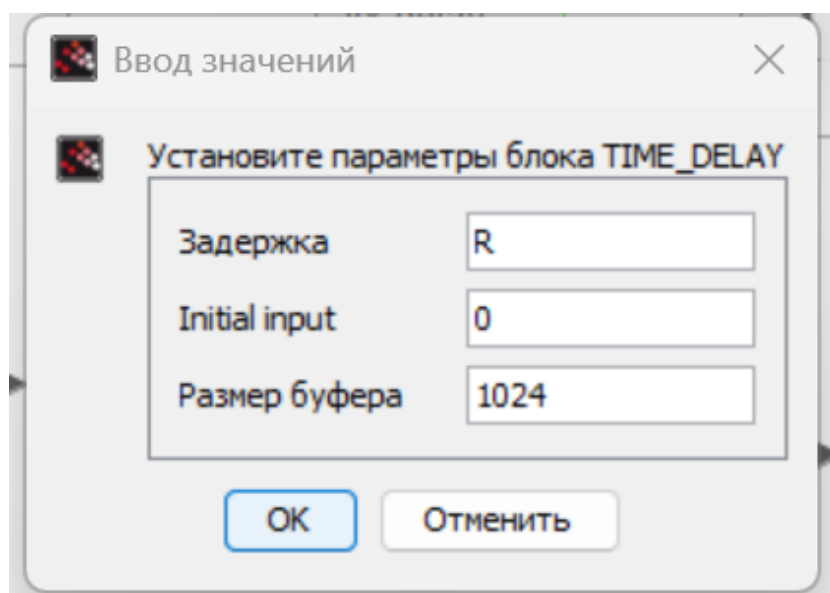 Ввод значений
Установите параметры блока TIME_DELAY
Задержка R
Initial input 0
Размер буфера 1024
OK Отменить